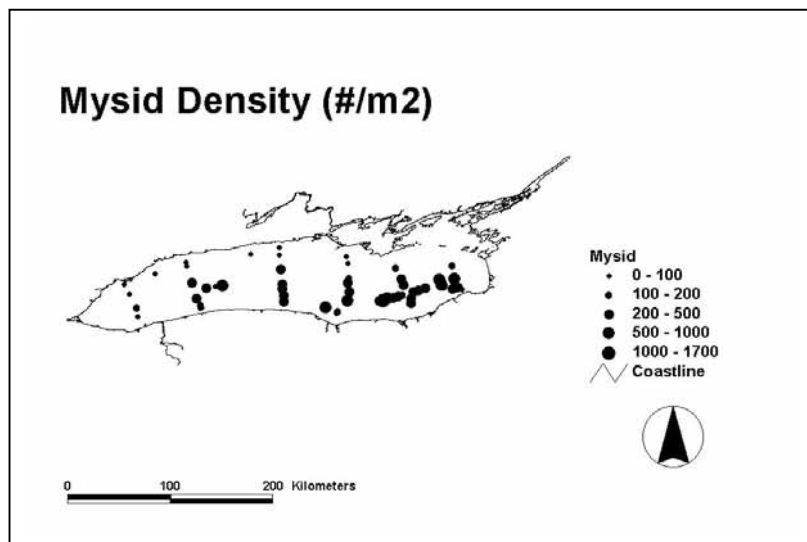 Mysid Density (#/m2)
Mysid
0 - 100
100 - 200
200 - 500
500 - 1000
1000 - 1700
Coastline
0 100 200 Kilometers